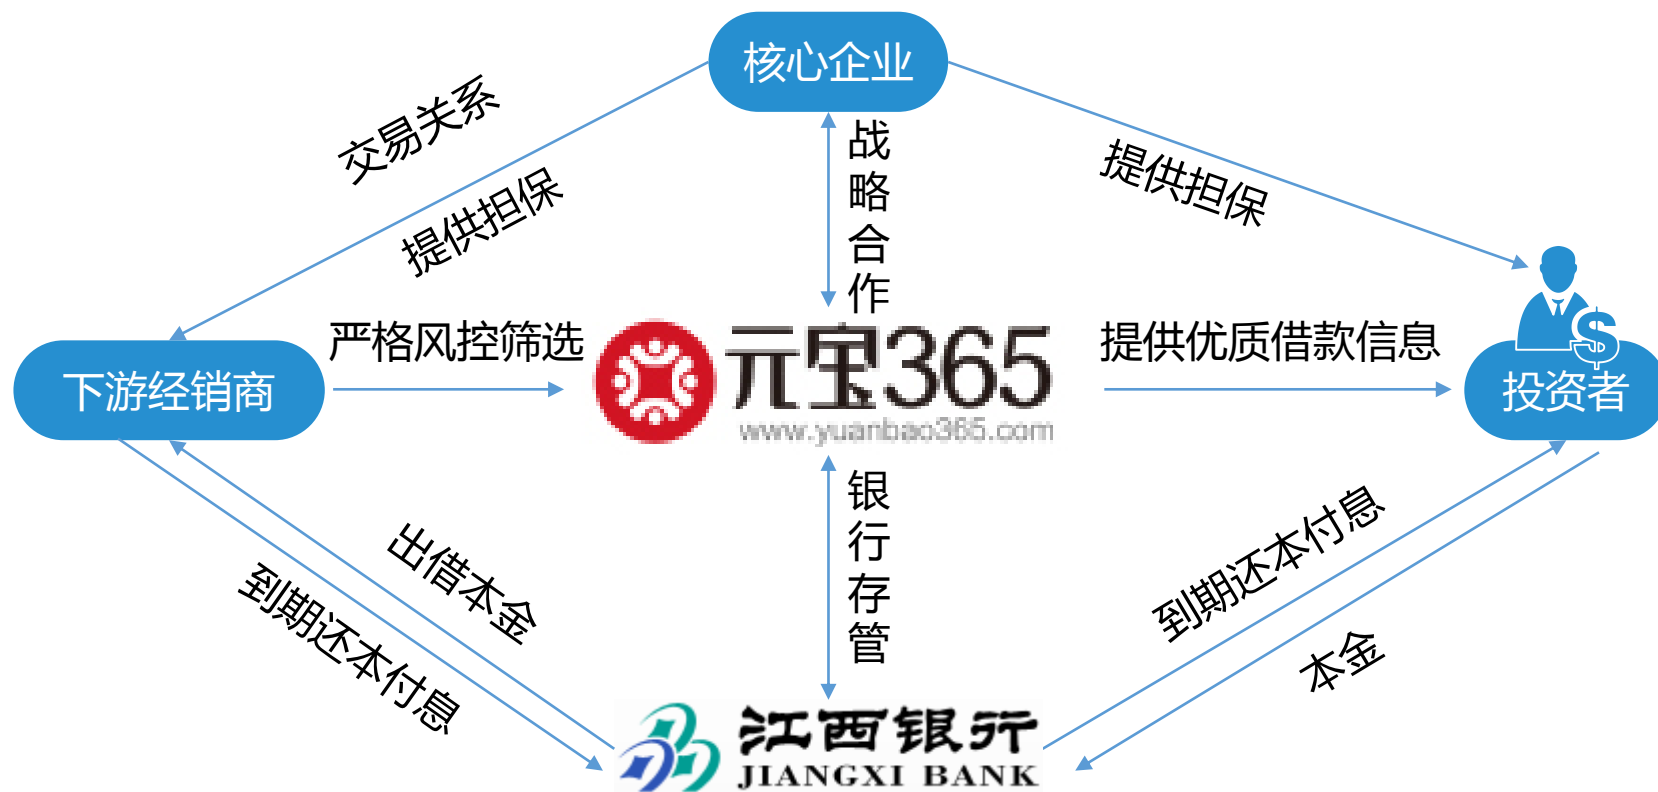 核心企业
交易关系
提供担保
战略合作
提供担保
下游经销商
严格风控筛选
元宝365
www.yuanbao365.com
提供优质借款信息
$
投资者
出借本金
到期还本付息
银行存管
到期还本付息
本金
江西银行
JIANGXI BANK